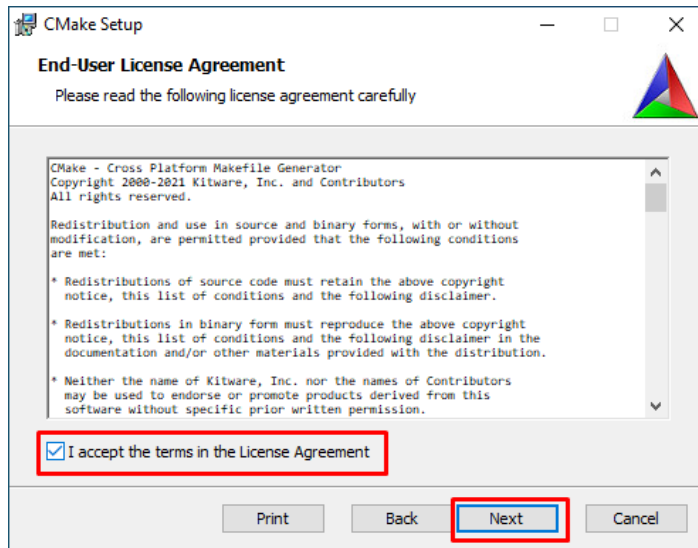 CMake Setup
End-User License Agreement
Please read the following license agreement carefully
CMake - Cross Platform Makefile Generator
Copyright 2000-2021 Kitware, Inc. and Contributors
All rights reserved.
Redistribution and use in source and binary forms, with or without
modification, are permitted provided that the following conditions
are met:
* Redistributions of source code must retain the above copyright
notice, this list of conditions and the following disclaimer.
* Redistributions in binary form must reproduce the above copyright
notice, this list of conditions and the following disclaimer in the
documentation and/or other materials provided with the distribution.
* Neither the name of Kitware, Inc. nor the names of Contributors
may be used to endorse or promote products derived from this
software without specific prior written permission.
I accept the terms in the License Agreement
Print Back Next Cancel